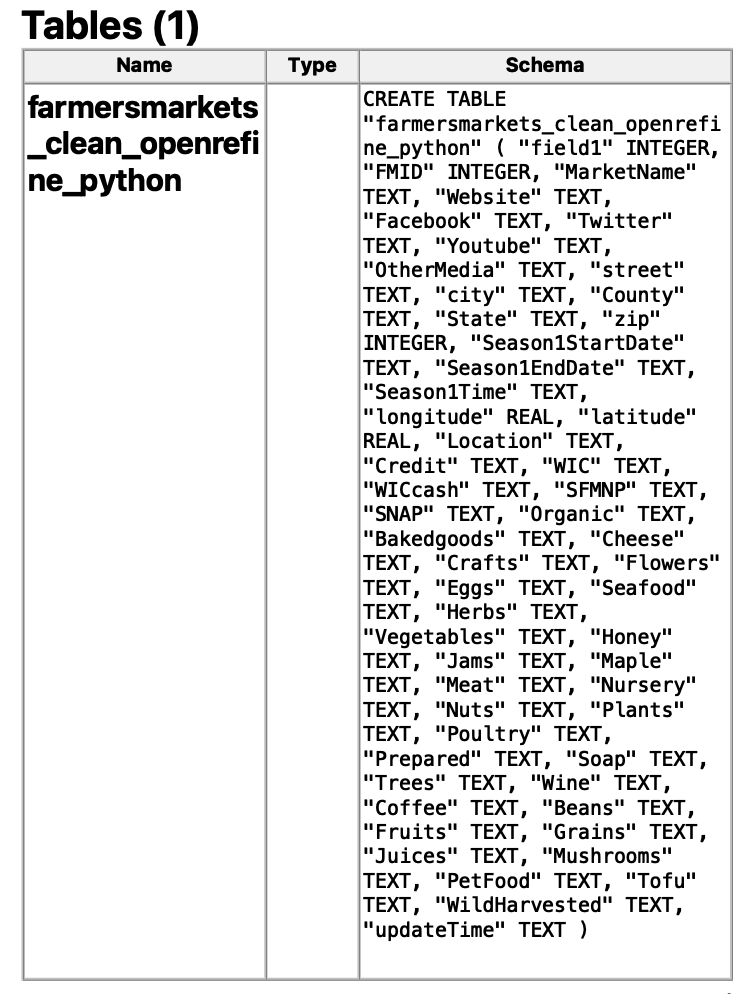 Tables (1)
Name Type Schema
farmersmarkets
_clean_openrefi
ne_python
CREATE TABLE
"farmersmarkets_clean_openrefi
ne_python" ( "field1" INTEGER,
"FMID" INTEGER, "MarketName"
TEXT, "Website" TEXT,
"Facebook" TEXT, "Twitter"
TEXT, "Youtube" TEXT,
"OtherMedia" TEXT, "street"
TEXT, "city" TEXT, "County"
TEXT, "State" TEXT, "zip"
INTEGER, "Season1StartDate"
TEXT, "Season1EndDate" TEXT,
"Season1Time" TEXT,
"longitude" REAL, "latitude"
REAL, "Location" TEXT,
"Credit" TEXT, "WIC" TEXT,
"WICcash" TEXT, "SFMNP" TEXT,
"SNAP" TEXT, "Organic" TEXT,
"Bakedgoods" TEXT, "Cheese"
TEXT, "Crafts" TEXT, "Flowers"
TEXT, "Eggs" TEXT, "Seafood"
TEXT, "Herbs" TEXT,
"Vegetables" TEXT, "Honey"
TEXT, "Jams" TEXT, "Maple"
TEXT, "Meat" TEXT, "Nursery"
TEXT, "Nuts" TEXT, "Plants"
TEXT, "Poultry" TEXT,
"Prepared" TEXT, "Soap" TEXT,
"Trees" TEXT, "Wine" TEXT,
"Coffee" TEXT, "Beans" TEXT,
"Fruits" TEXT, "Grains" TEXT,
"Juices" TEXT, "Mushrooms"
TEXT, "PetFood" TEXT, "Tofu"
TEXT, "WildHarvested" TEXT,
"updateTime" TEXT )